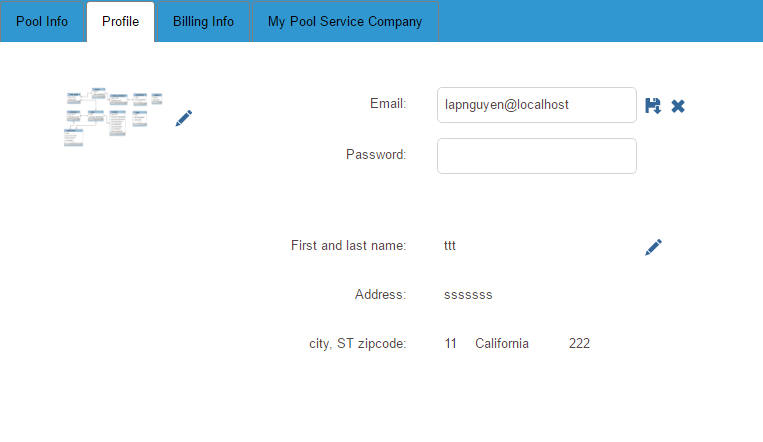 Pool Info Profile Billing Info My Pool Service Company
Email: lapnguyen@localhost
Password:
First and last name: ttt
Address: sssssss
city, ST zipcode: 11 California 222